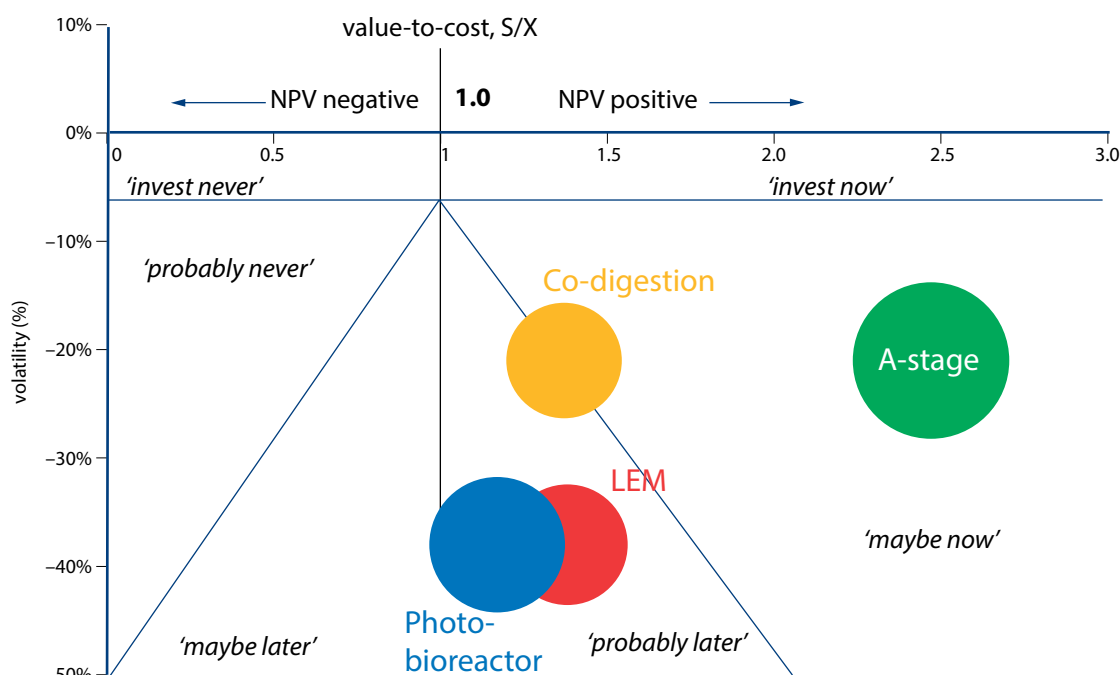 10%
value-to-cost, S/X
NPV negative
1.0
NPV positive
0%
0
0.5
1
1.5
2.0
2.5
3.0
‘invest never’
‘invest now’
–10%
‘probably never’
Co-digestion
volatility (%)
–20%
A-stage
–30%
LEM
‘maybe now’
–40%
Photo-
bioreactor
‘maybe later’
‘probably later’
50%